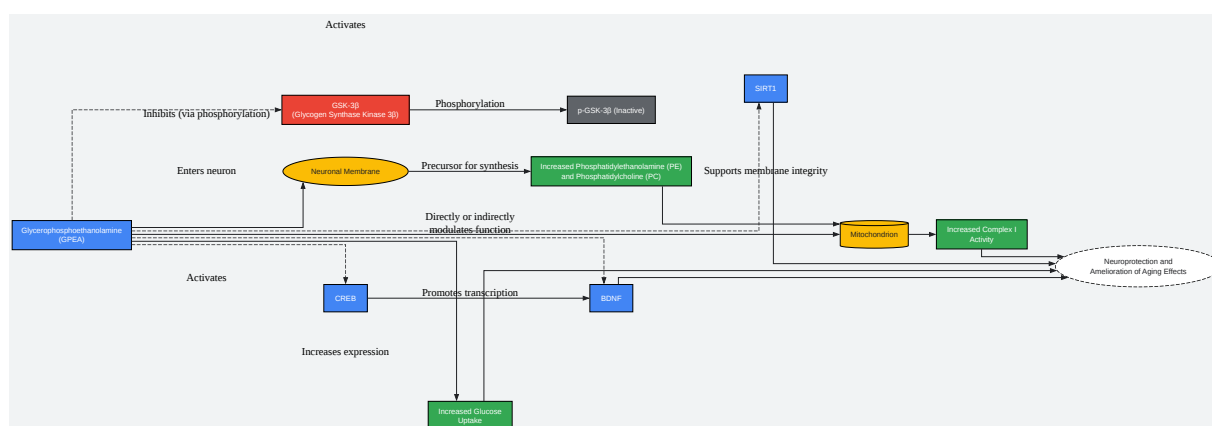 Activates
SIRT1
GSK-3β
(Glycogen Synthase Kinase 3β)
Phosphorylation
p-GSK-3β (Inactive)
Inhibits (via phosphorylation)
Enters neuron
Neuronal Membrane
Precursor for synthesis
Increased Phosphatidylethanolamine (PE)
and Phosphatidylcholine (PC)
Supports membrane integrity
Glycerophosphoethanolamine
(GPEA)
Directly or indirectly
modulates function
Mitochondrion
Increased Complex I
Activity
Neuroprotection and
Amelioration of Aging Effects
Activates
CREB
Promotes transcription
BDNF
Increases expression
Increased Glucose
Uptake